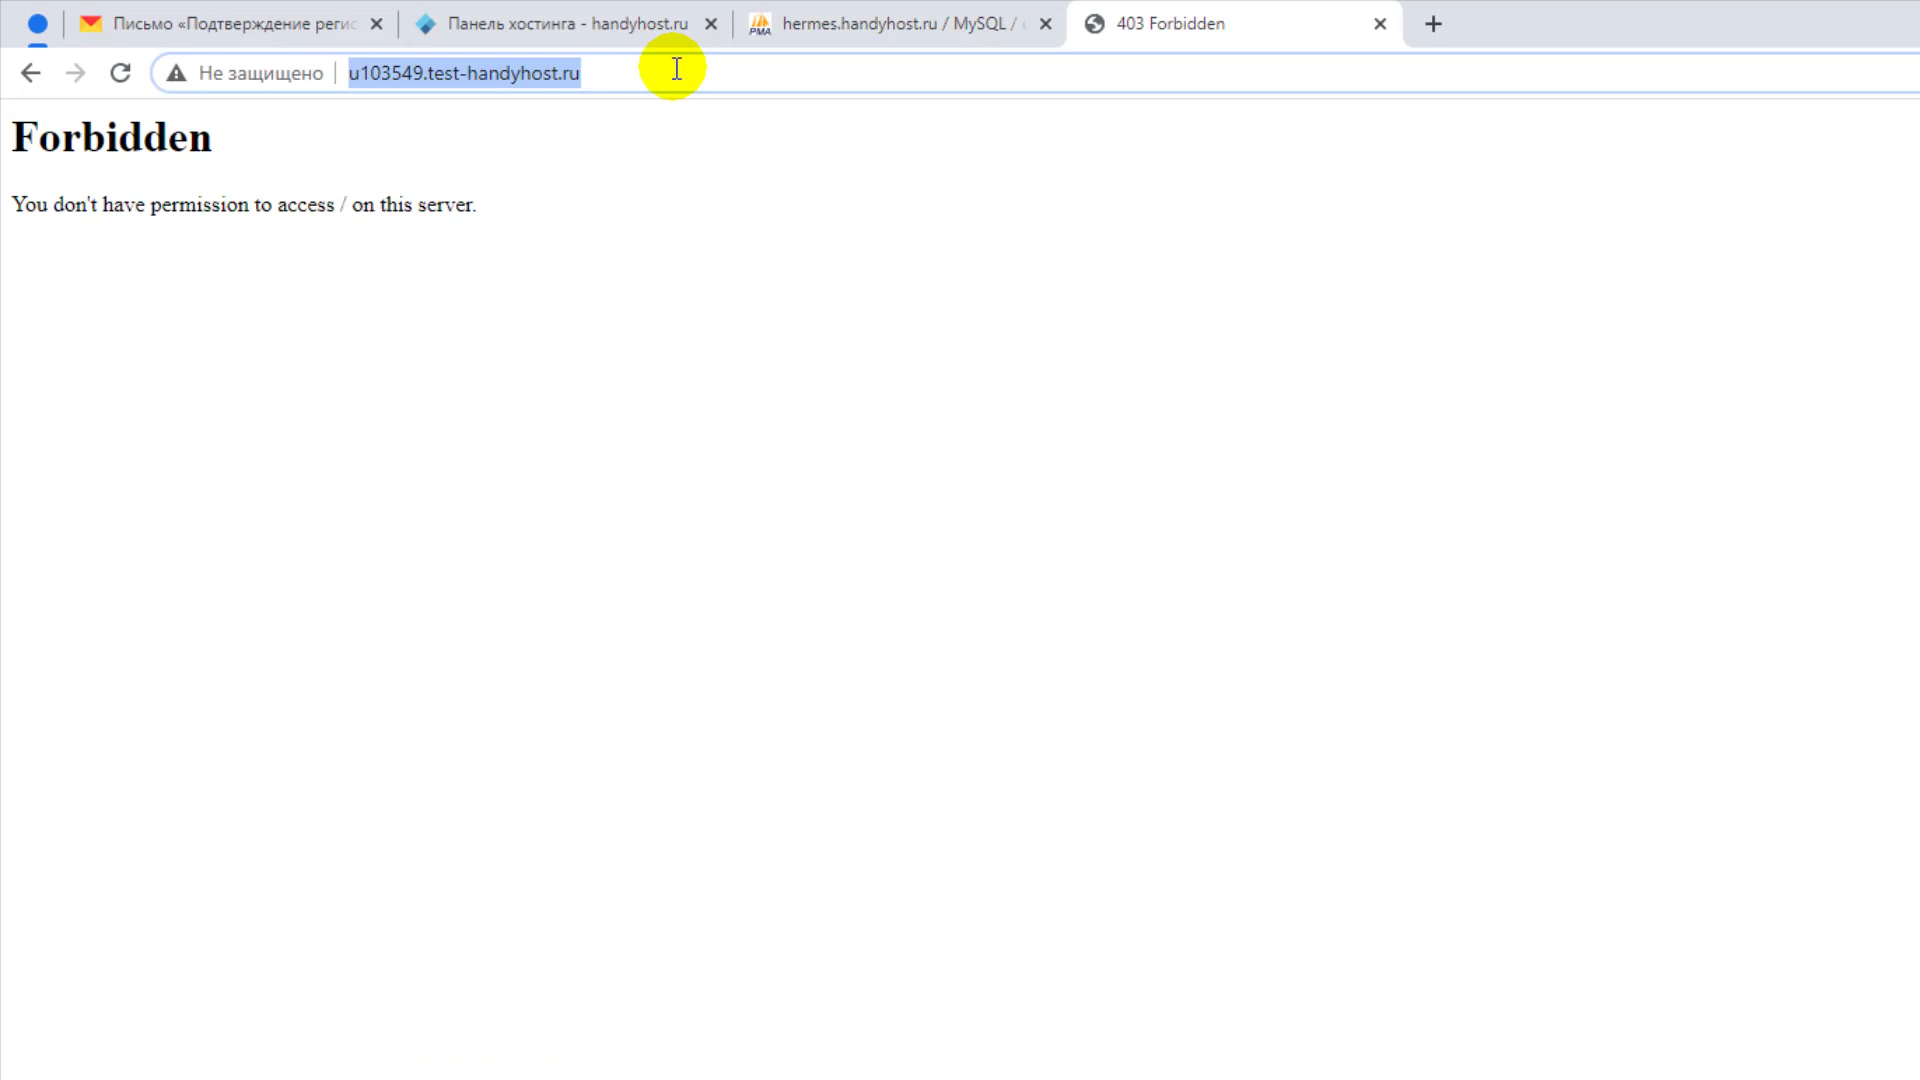 Письмо «Подтверждение регис
Панель хостинга - handyhost.ru
PMA
hermes.handyhost.ru / MySQL /
403 Forbidden
Не защищено
u103549.test-handyhost.ru
Forbidden
You don't have permission to access / on this server.